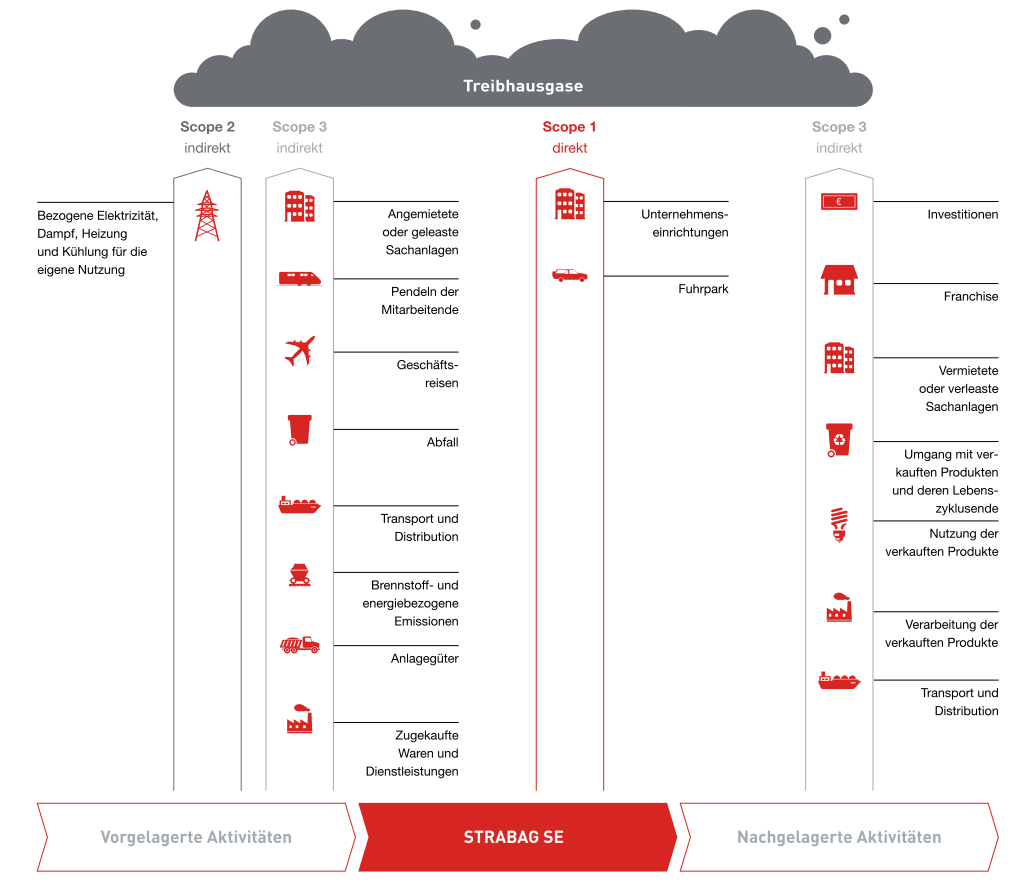 Treibhausgase
Scope 2
indirekt
Bezogene Elektrizität,
Dampf, Heizung
und Kühlung für die
eigene Nutzung
Scope 3
indirekt
Angemietete
oder geleaste
Sachanlagen
Pendeln der
Mitarbeitende
Geschäfts-
reisen
Abfall
Transport und
Distribution
Brennstoff- und
energiebezogene
Emissionen
Anlagegüter
Zugekaufte
Waren und
Dienstleistungen
Scope 1
direkt
Unternehmens-
einrichtungen
Fuhrpark
Scope 3
indirekt
€
Investitionen
Franchise
Vermietete
oder verleaste
Sachanlagen
Umgang mit ver-
kauften Produkten
und deren Lebens-
zyklusende
Nutzung der
verkauften Produkte
Verarbeitung der
verkauften Produkte
Transport und
Distribution
Vorgelagerte Aktivitäten
STRABAG SE
Nachgelagerte Aktivitäten